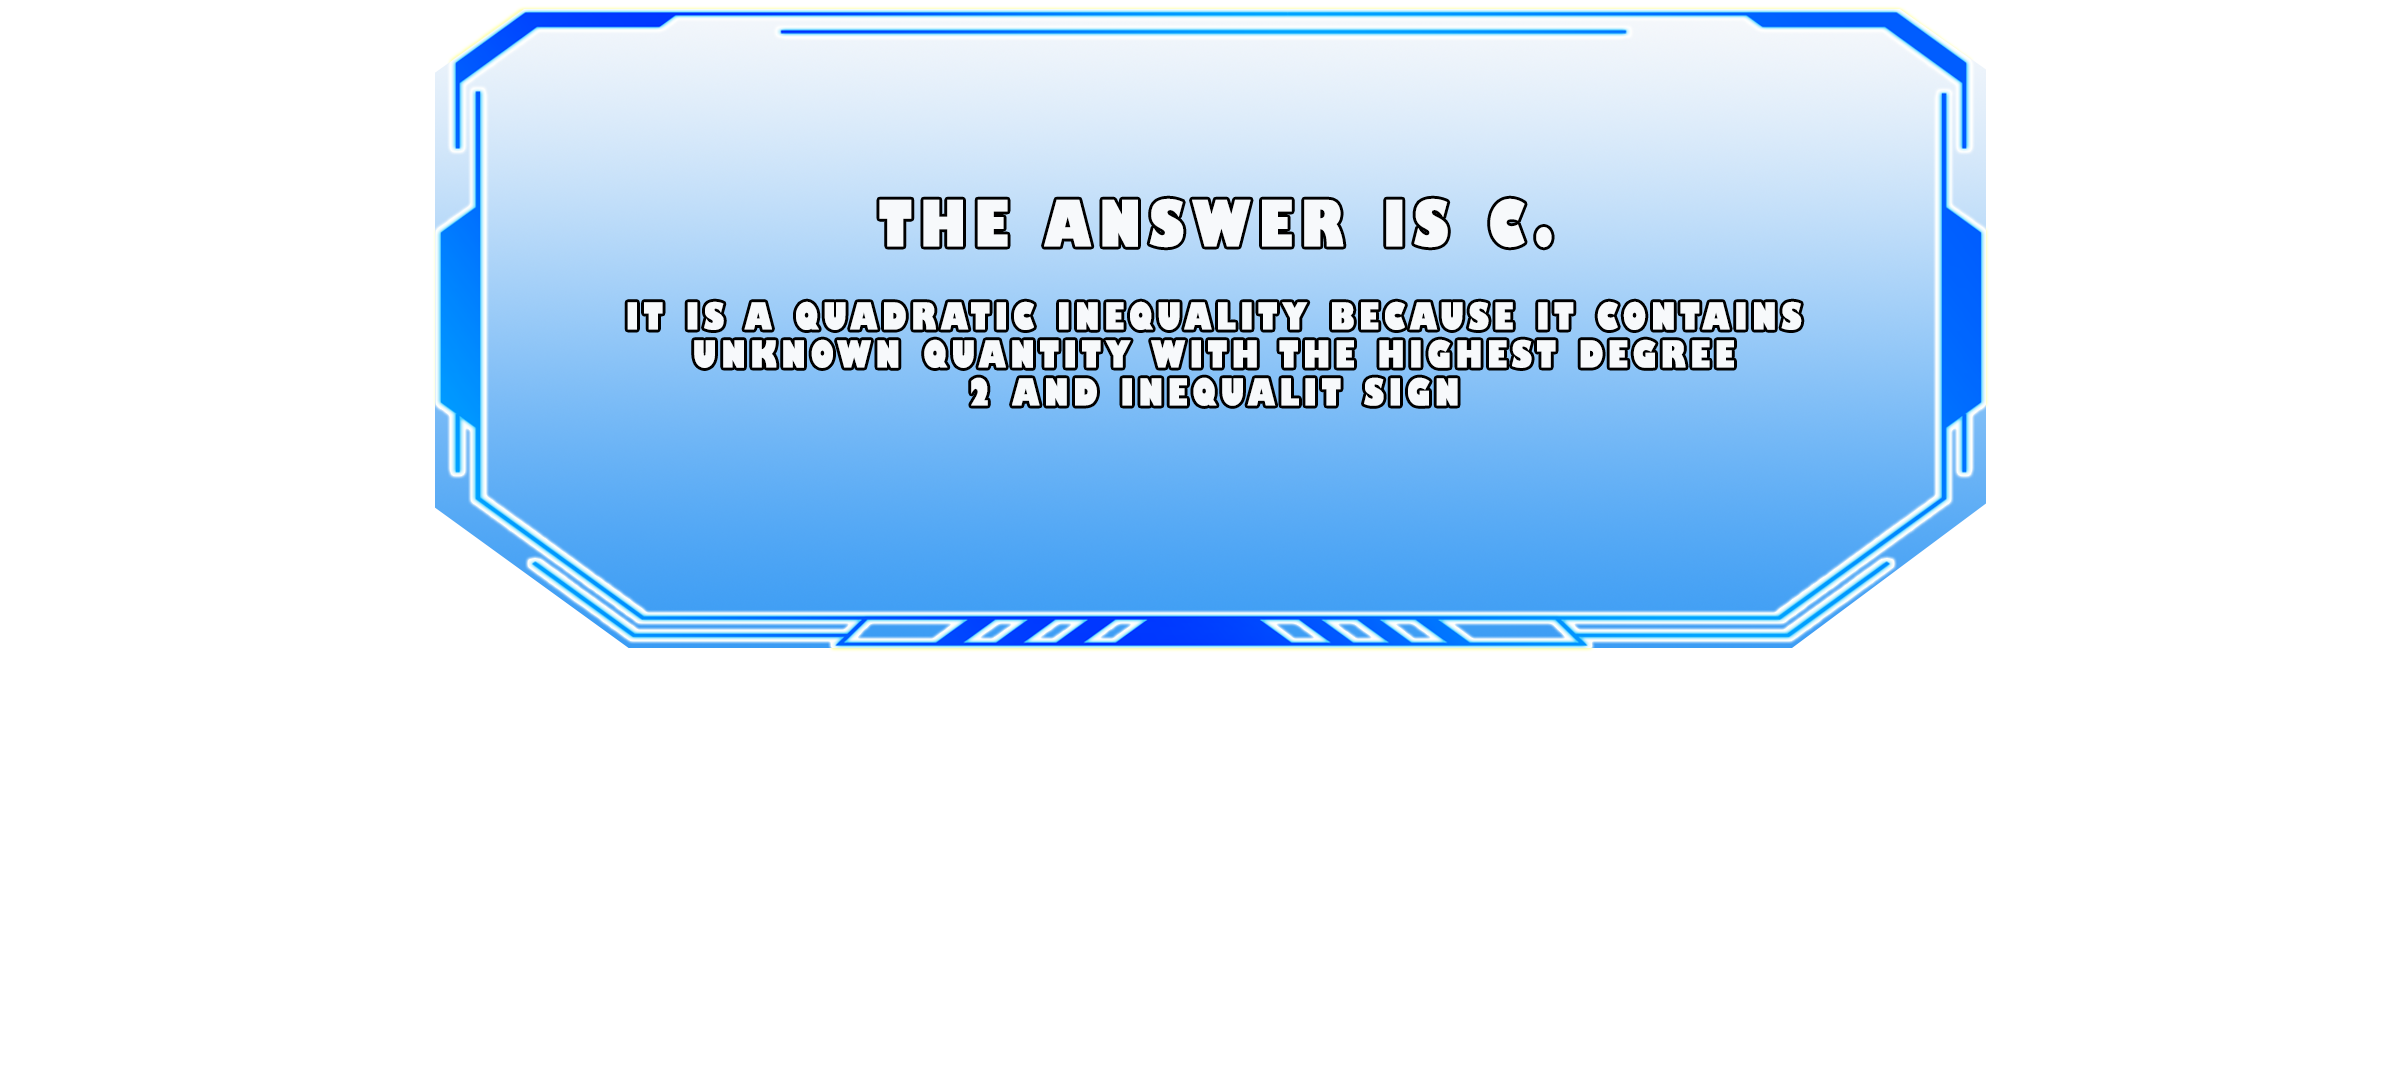 THE ANSWER IS C.
IT IS A QUADRATIC INEQUALITY BECAUSE IT CONTAINS
UNKNOWN QUANTITY WITH THE HIGHEST DEGREE
2 AND INEQUALIT SIGN